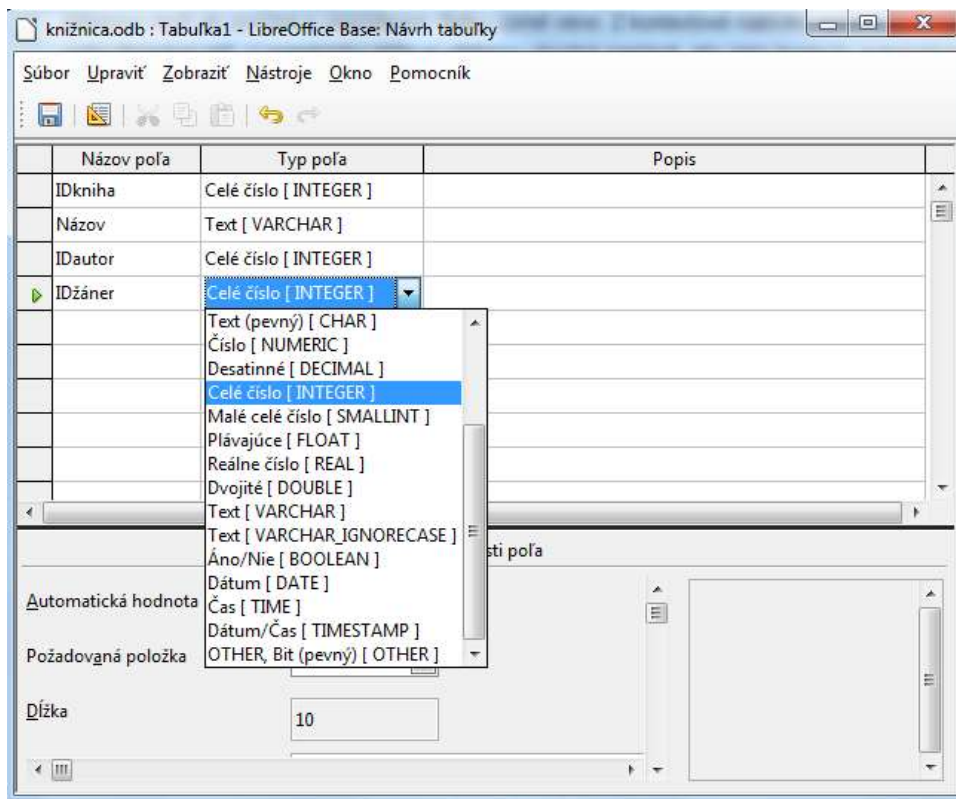 knižnica.odb : Tabuľka1 - LibreOffice Base: Návrh tabuľky
Súbor Upraviť Zobraziť Nástroje Okno Pomocník
Názov poľa Typ poľa Popis
IDkniha Celé číslo [ INTEGER ]
Názov Text [ VARCHAR ]
IDautor Celé číslo [ INTEGER ]
IDžáner Celé číslo [ INTEGER ]
Text (pevný) [ CHAR ]
Číslo [ NUMERIC ]
Desatinné [ DECIMAL ]
Celé číslo [ INTEGER ]
Malé celé číslo [ SMALLINT ]
Plávajúce [ FLOAT ]
Reálne číslo [ REAL ]
Dvojité [ DOUBLE ]
Text [ VARCHAR ]
Text [ VARCHAR_IGNORECASE ]
Áno/Nie [ BOOLEAN ]
Dátum [ DATE ]
Čas [ TIME ]
Dátum/Čas [ TIMESTAMP ]
OTHER, Bit (pevný) [ OTHER ]
sti poľa
Automatická hodnota
Požadovaná položka
Dĺžka 10